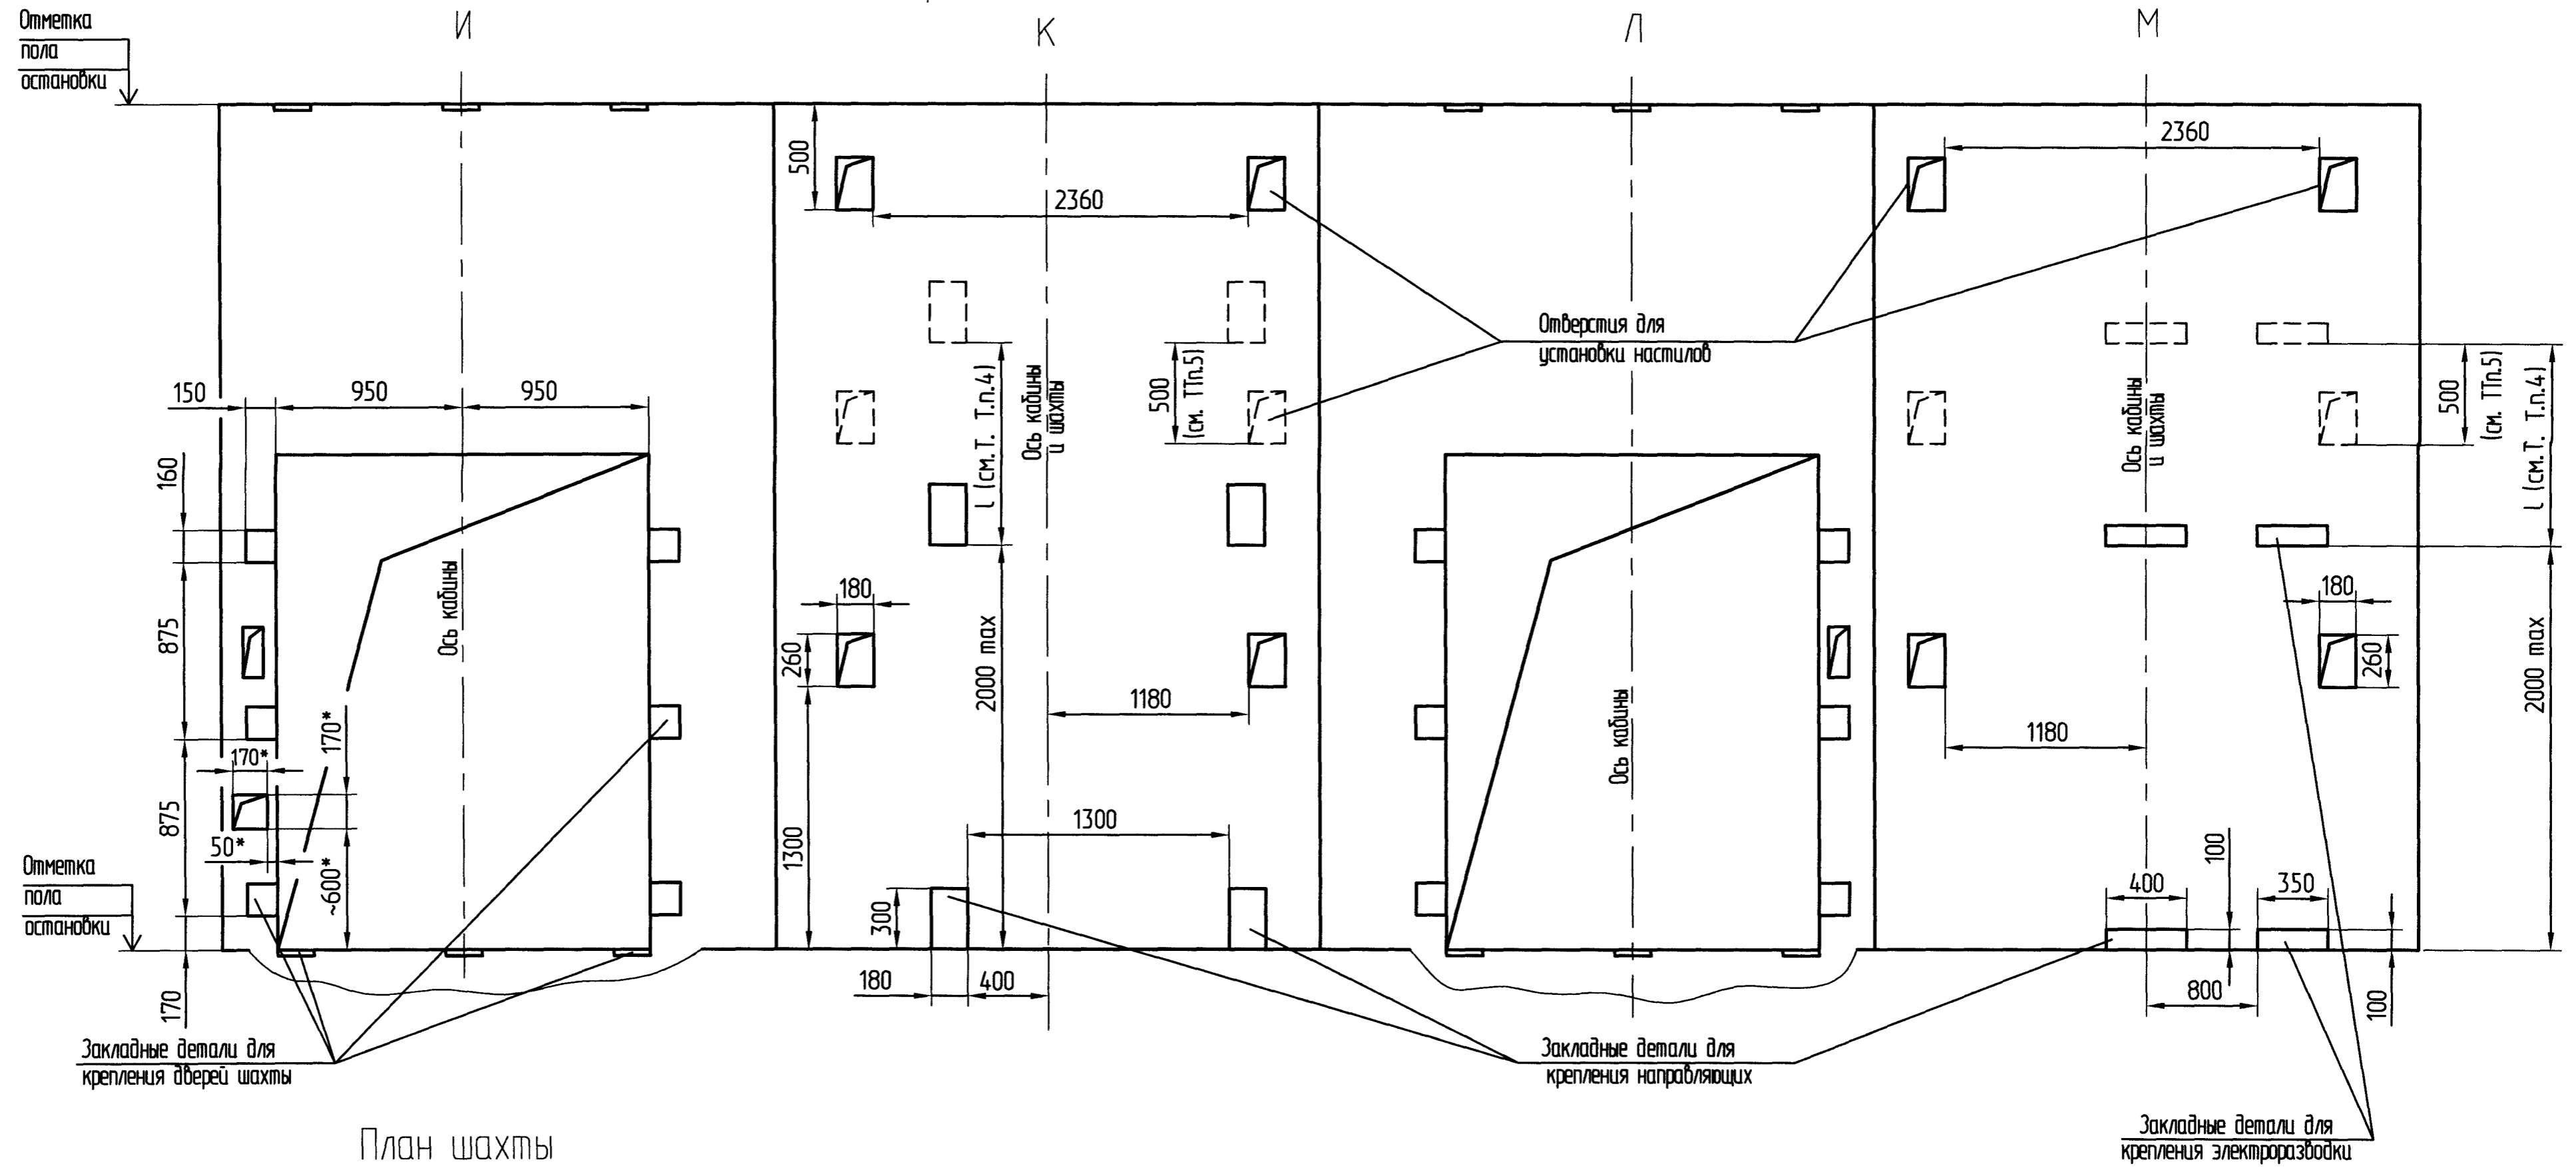 Отметка
пола
остановки
И
К
Л
М
500
2360
2360
Отверстия для
установки настилов
150
950
950
160
875
875
170
170*
170*
50*
~600*
Ось кабины
Отметка
пола
остановки
l (см.Т. Т.п.4)
Ось кабины
и шахты
500
(см. ТТп.5)
180
260
1300
2000 max
1180
1300
300
180
400
Ось кабины
Ось кабины
и шахты
500
(см. ТТп.5)
l (см.Т. Т.п.4)
180
260
2000 max
1180
100
400
350
800
100
Закладные детали для
крепления дверей шахты
Закладные детали для
крепления направляющих
Закладные детали для
крепления электроразводки
План шахты